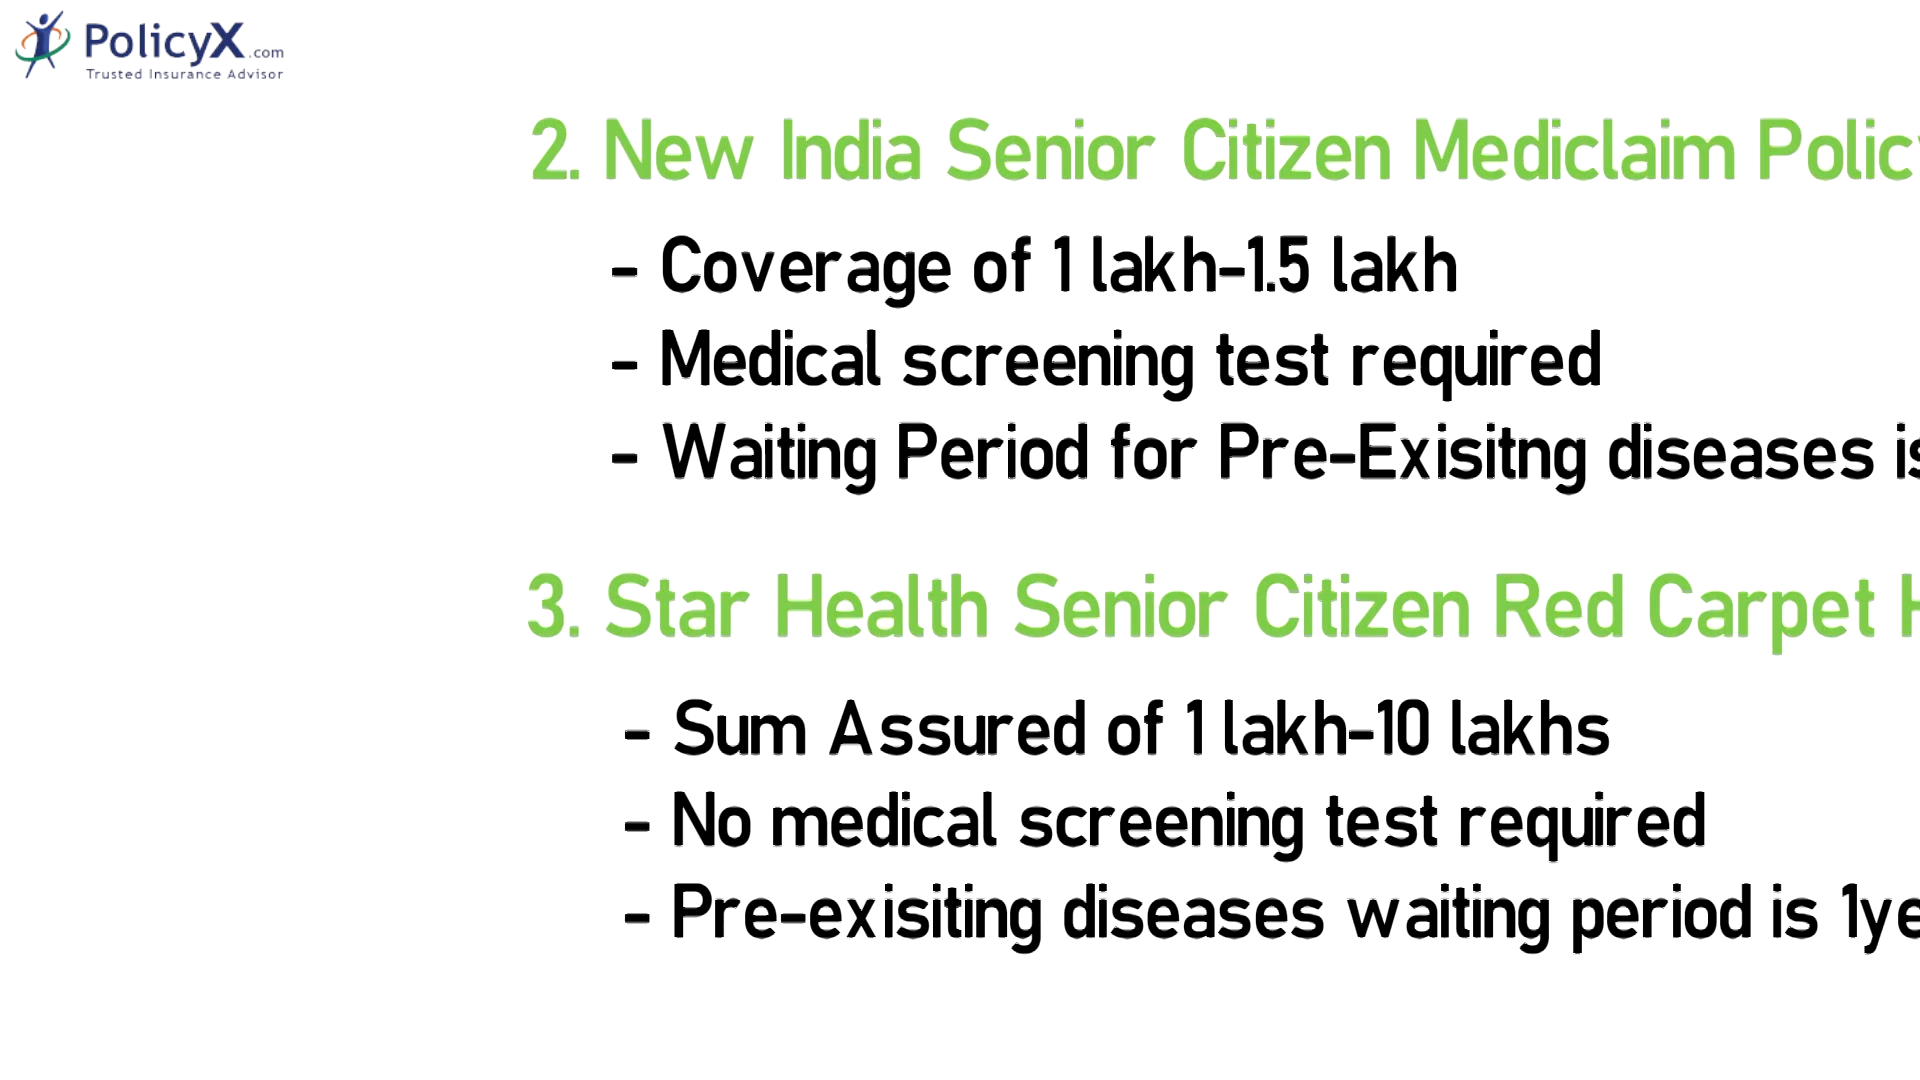 PolicyX.com
Trusted Insurance Advisor
2. New India Senior Citizen Mediclaim Polic
- Coverage of 1 lakh-1.5 lakh
- Medical screening test required
- Waiting Period for Pre-Exisitng diseases is
3. Star Health Senior Citizen Red Carpet
- Sum Assured of 1 lakh-10 lakhs
- No medical screening test required
- Pre-exisiting diseases waiting period is 1ye